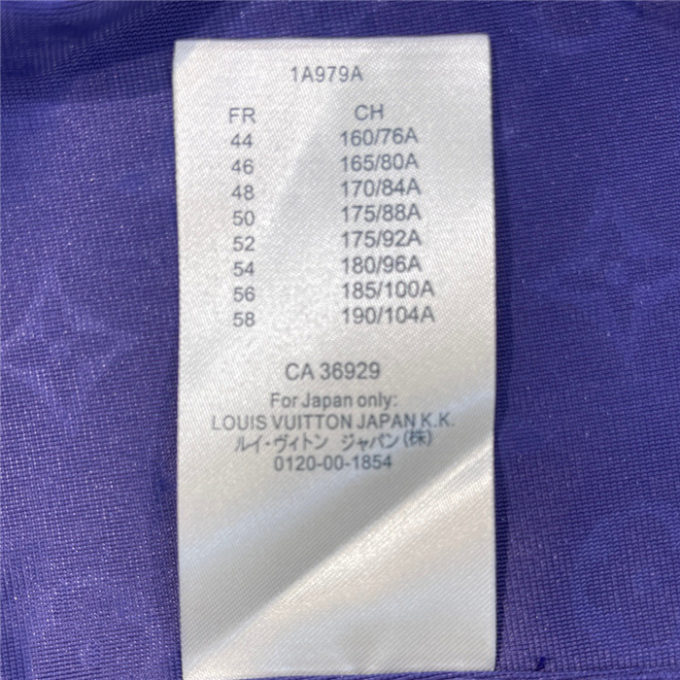 1A979A
FR CH
44 160/76A
46 165/80A
48 170/84A
50 175/88A
52 175/92A
54 180/96A
56 185/100A
58 190/104A
CA 36929
For Japan only:
LOUIS VUITTON JAPAN K.K.
ルイ・ヴィトン ジャパン(株)
0120-00-1854